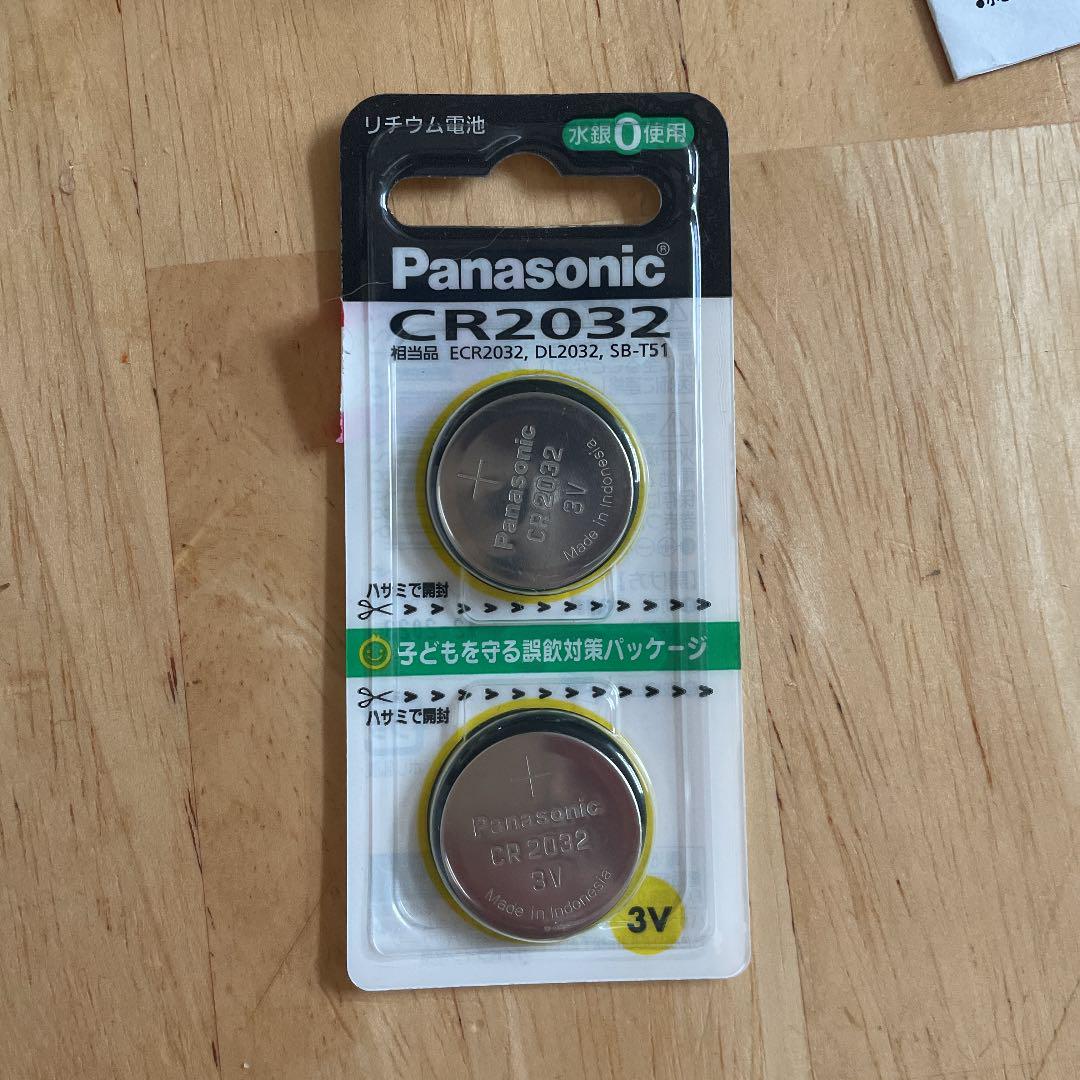 リチウム電池
水銀0使用
Panasonic®
CR2032
相当品 ECR2032, DL2032, SB-T51
+
Panasonic
CR2032
3V
Made in Indonesia
ハサミで開封
子どもを守る誤飲対策パッケージ
ハサミで開封
+
Panasonic
CR2032
3V
Made in Indonesia
3V